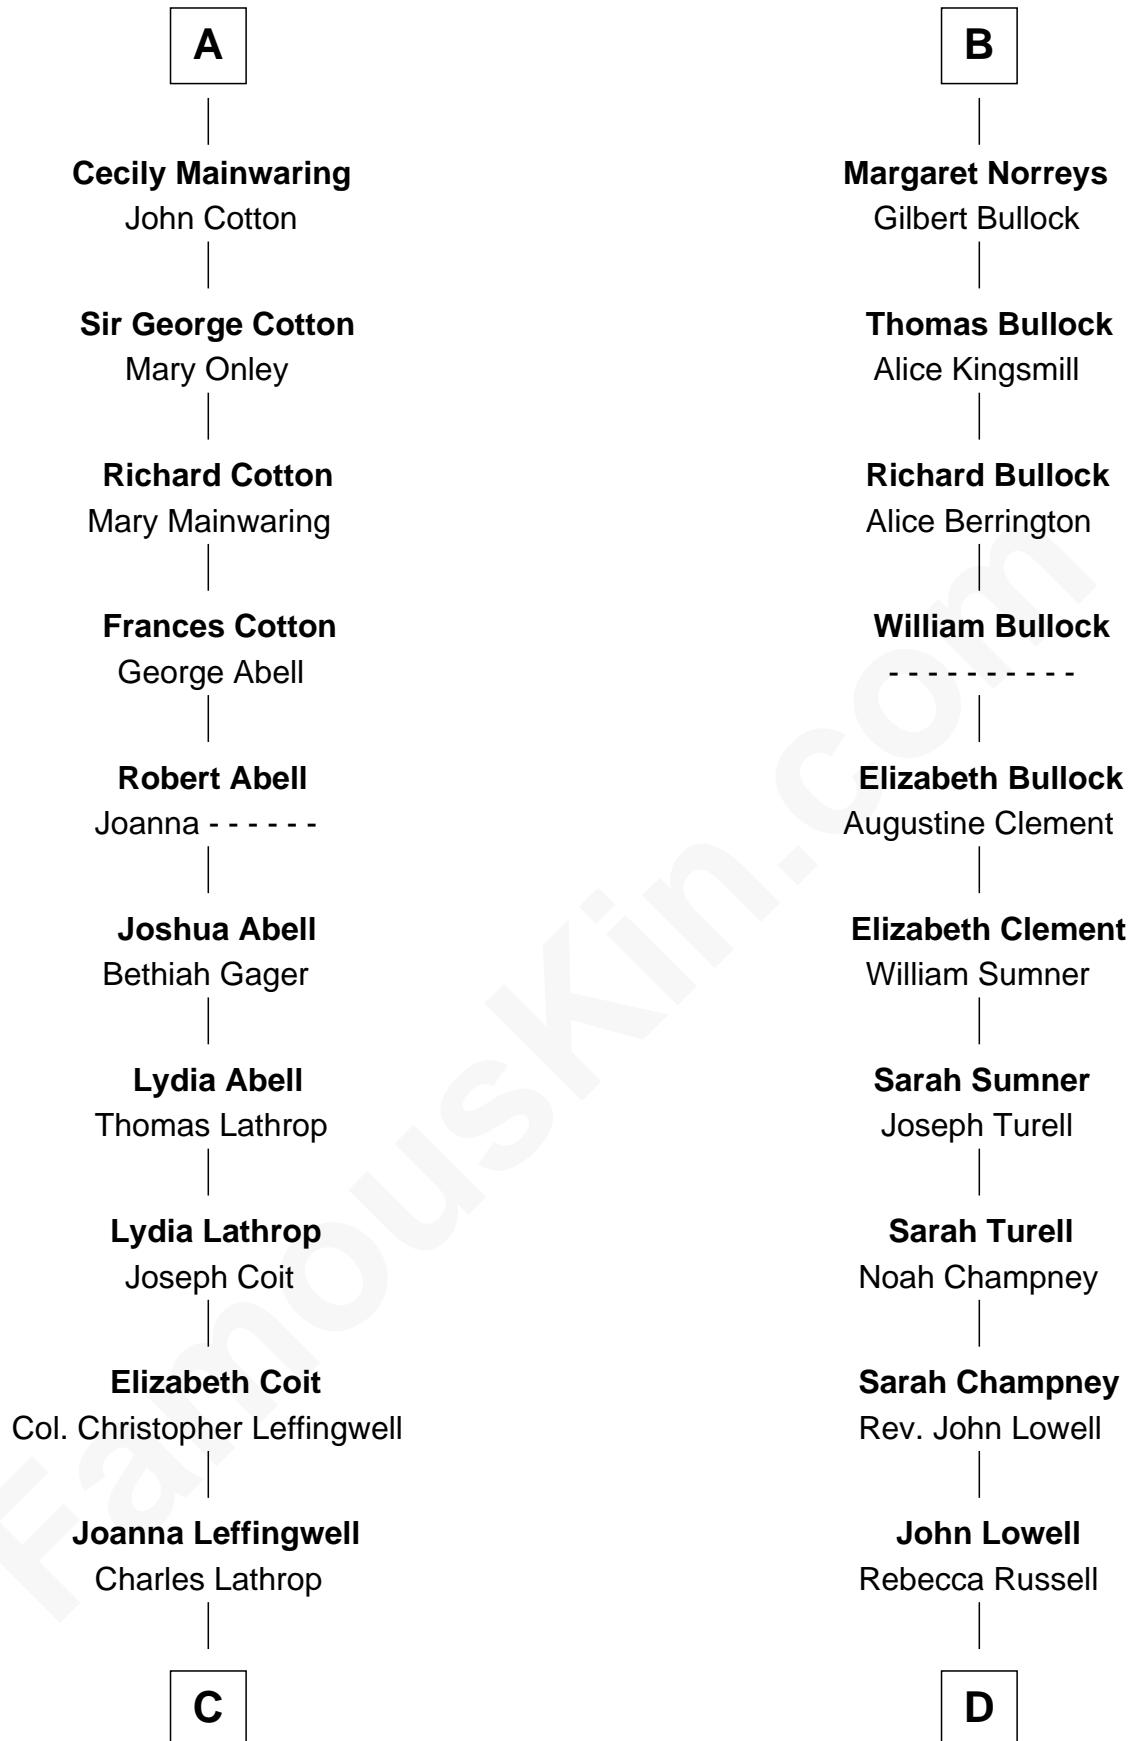 A
Cecily Mainwaring
John Cotton
Sir George Cotton
Mary Onley
Richard Cotton
Mary Mainwaring
Frances Cotton
George Abell
Robert Abell
Joanna - - - - - -
Joshua Abell
Bethiah Gager
Lydia Abell
Thomas Lathrop
Lydia Lathrop
Joseph Coit
Elizabeth Coit
Col. Christopher Leffingwell
Joanna Leffingwell
Charles Lathrop
C
B
Margaret Norreys
Gilbert Bullock
Thomas Bullock
Alice Kingsmill
Richard Bullock
Alice Berrington
William Bullock
- - - - - - - - - -
Elizabeth Bullock
Augustine Clement
Elizabeth Clement
William Sumner
Sarah Sumner
Joseph Turell
Sarah Turell
Noah Champney
Sarah Champney
Rev. John Lowell
John Lowell
Rebecca Russell
D
FamousKin.com